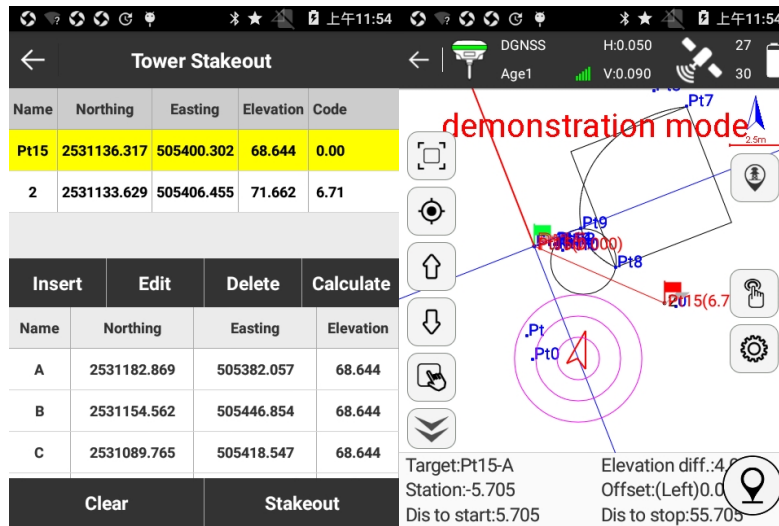 上午11:54
Tower Stakeout
Name Northing Easting Elevation Code
Pt15 2531136.317 505400.302 68.644 0.00
2 2531133.629 505406.455 71.662 6.71
Insert Edit Delete Calculate
Name Northing Easting Elevation
A 2531182.869 505382.057 68.644
B 2531154.562 505446.854 68.644
C 2531089.765 505418.547 68.644
Clear Stakeout
上午11:54
DGNSS H:0.050 27
Age1 V:0.090 30
Pt7
demonstration mode
2.5m
Pt9
Pt8
Pt15(6.7
Pt
Pt0
Target:Pt15-A Elevation diff.:4.
Station:-5.705 Offset:(Left)0.0
Dis to start:5.705 Dis to stop:55.705